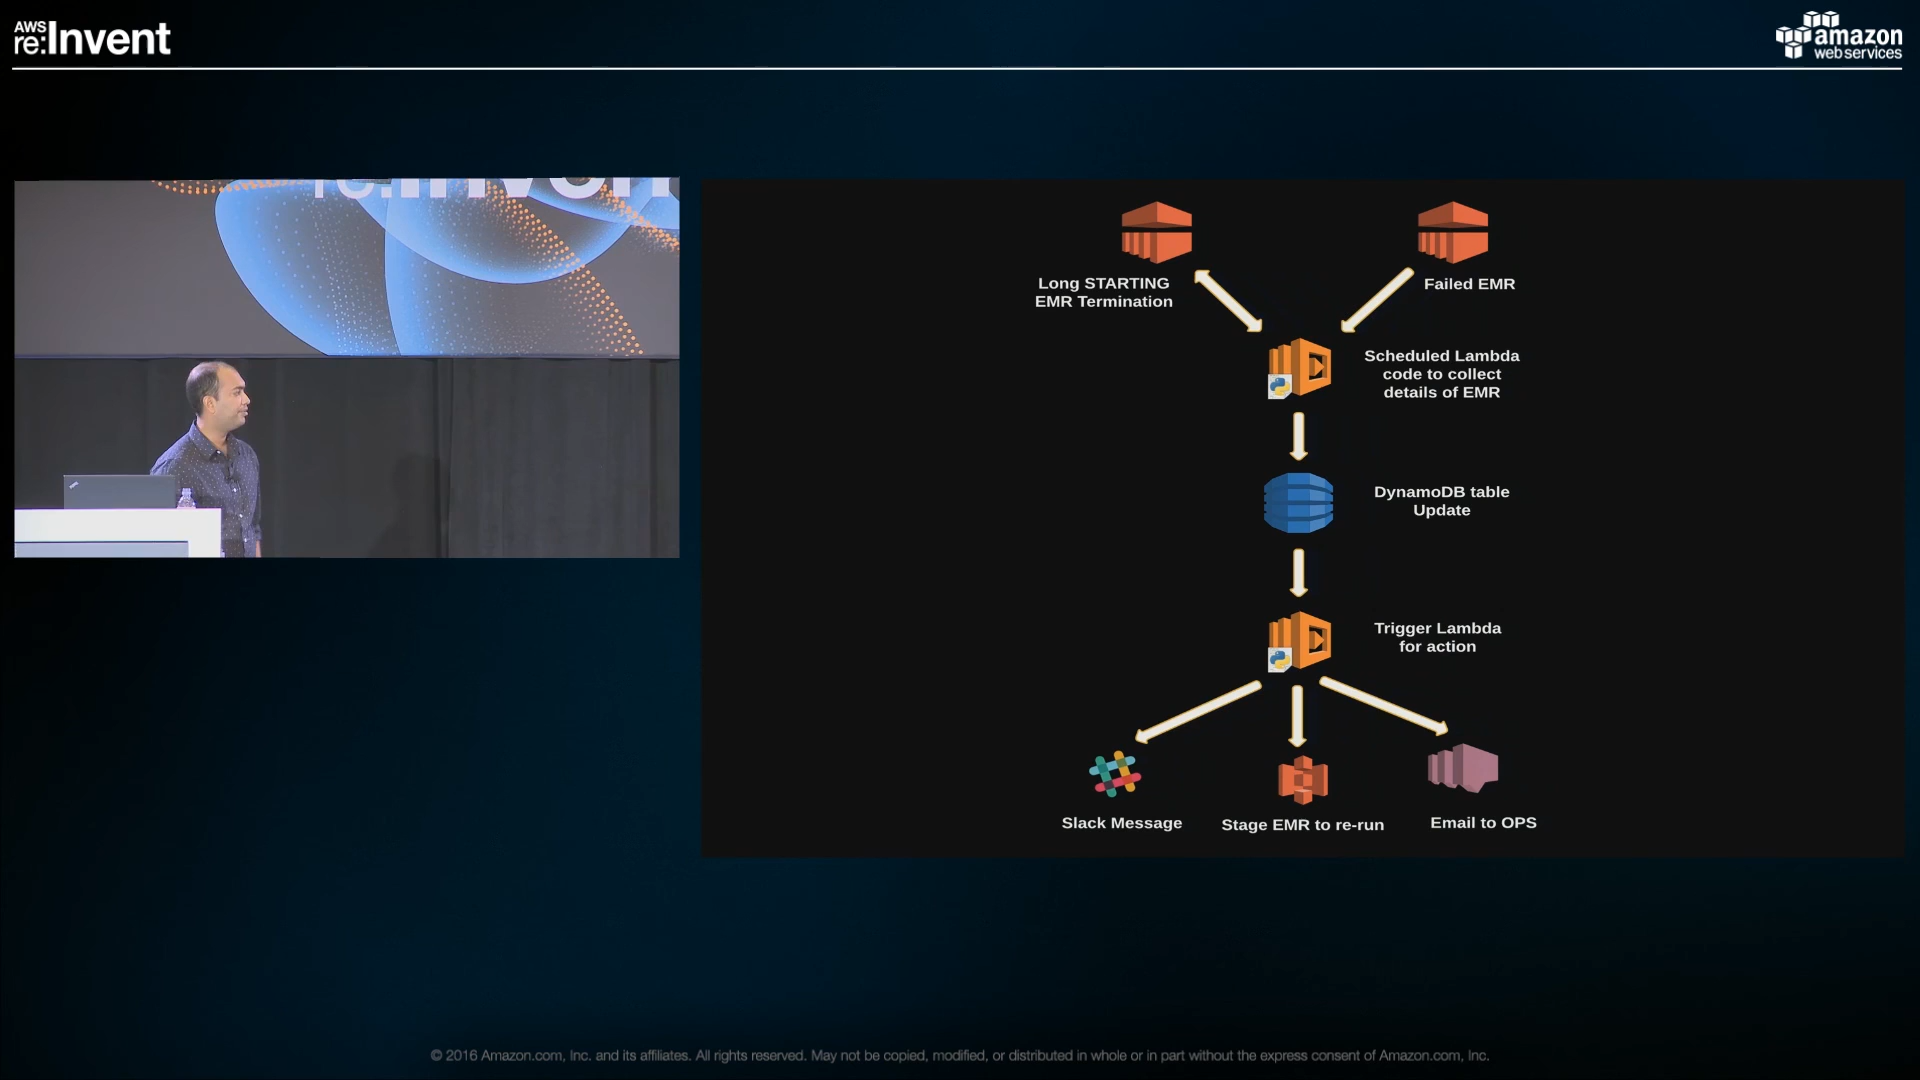 AWS
re:Invent
amazon
webservices
re:Inven
Long STARTING
EMR Termination
Failed EMR
Scheduled Lambda
code to collect
details of EMR
DynamoDB table
Update
Trigger Lambda
for action
Slack Message
Stage EMR to re-run
Email to OPS
© 2016 Amazon.com, Inc. and its affiliates. All rights reserved. May not be copied, modified, or distributed in whole or in part without the express consent of Amazon.com, Inc.